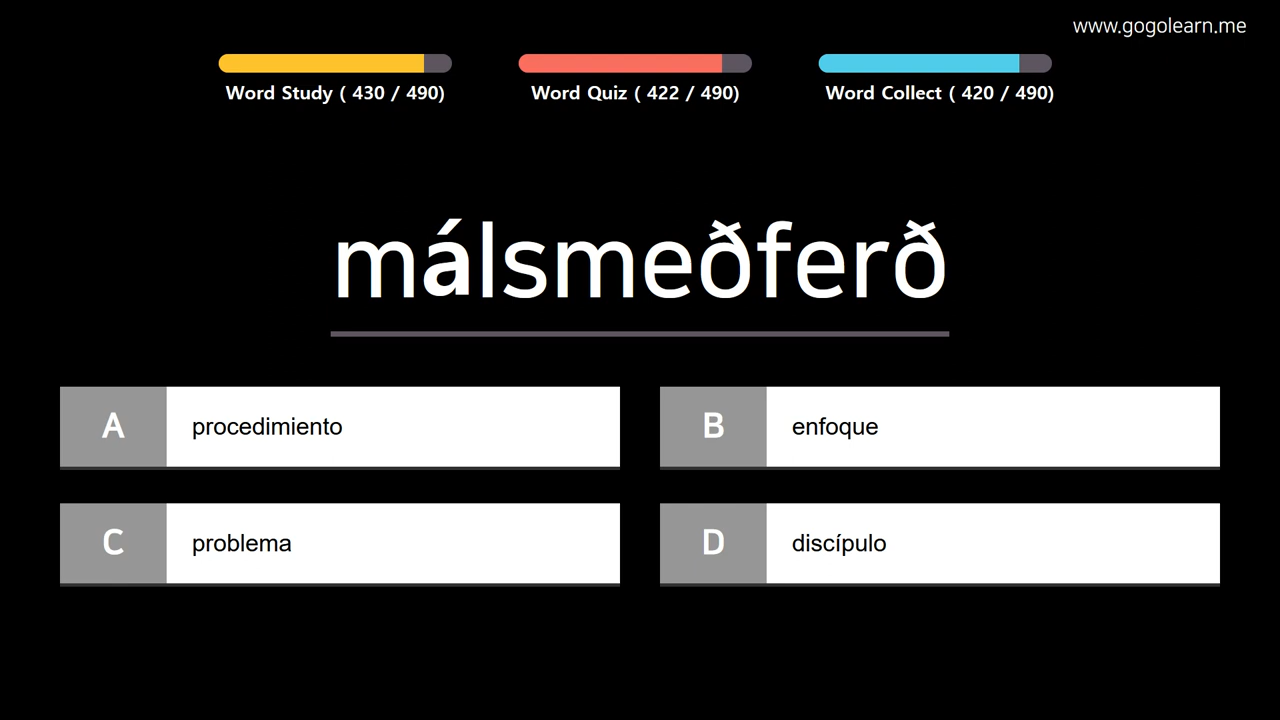 www.gogolearn.me
Word Study ( 430 / 490)
Word Quiz ( 422 / 490)
Word Collect ( 420 / 490)
málsmeðferð
A procedimiento
B enfoque
C problema
D discípulo